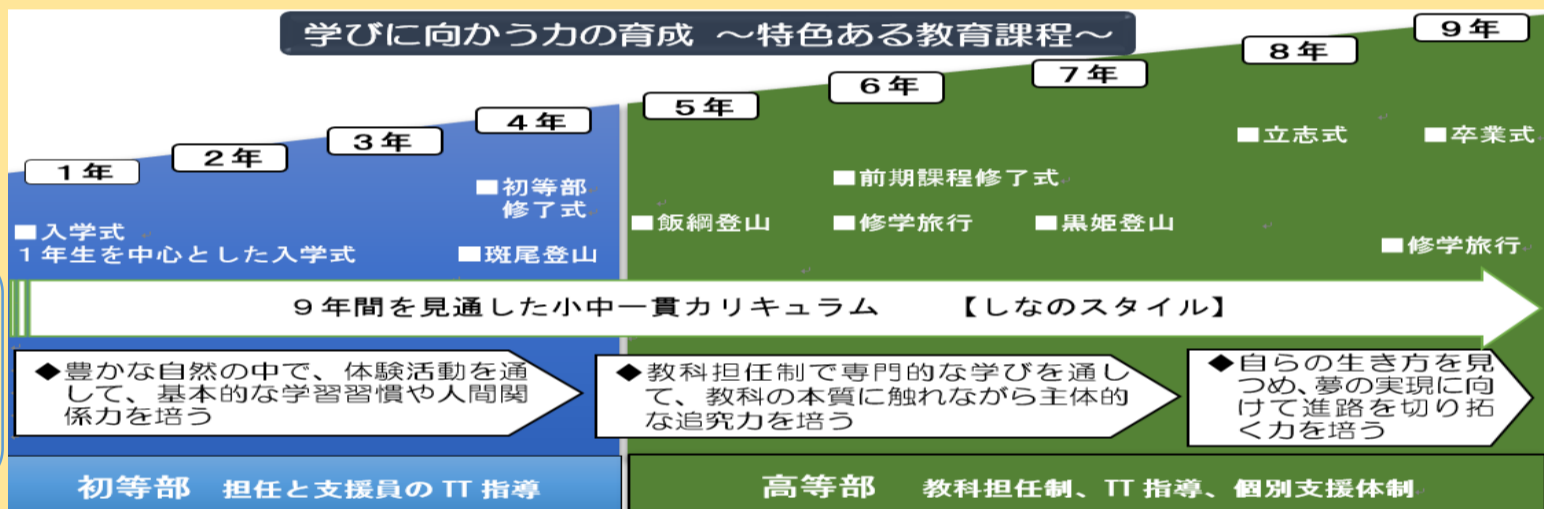 学びに向かう力の育成 ～特色ある教育課程～
1年
2年
3年
4年
5年
6年
7年
8年
9年
■入学式
1年生を中心とした入学式
■初等部
修了式
■斑尾登山
■飯綱登山
■前期課程修了式
■修学旅行
■黒姫登山
■立志式
■卒業式
■修学旅行
9年間を見通した小中一貫カリキュラム 【しなのスタイル】
◆豊かな自然の中で、体験活動を通
して、基本的な学習習慣や人間関
係力を培う
◆教科担任制で専門的な学びを通し
て、教科の本質に触れながら主体的
な追究力を培う
◆自らの生き方を見
つめ、夢の実現に向
けて進路を切り拓
く力を培う
初等部 担任と支援員のTT指導
高等部 教科担任制、TT指導、個別支援体制